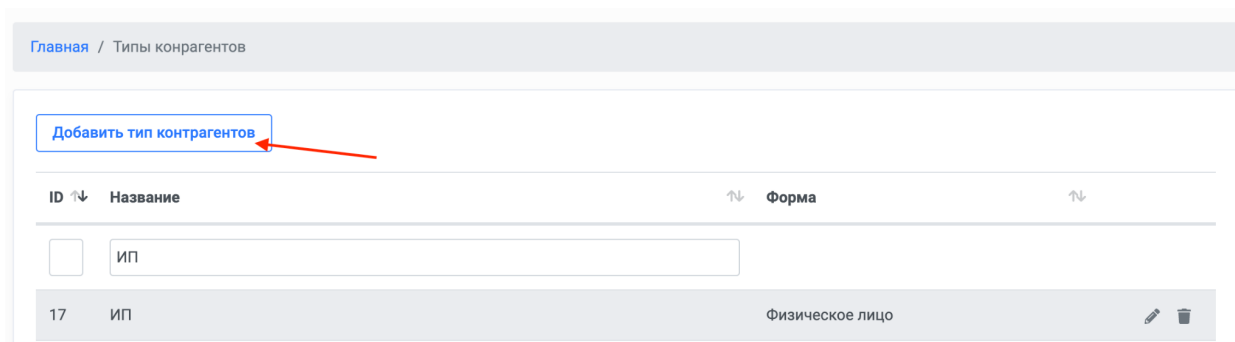 Главная / Типы конрагентов
Добавить тип контрагентов
ID Название Форма
ИП
17 ИП Физическое лицо